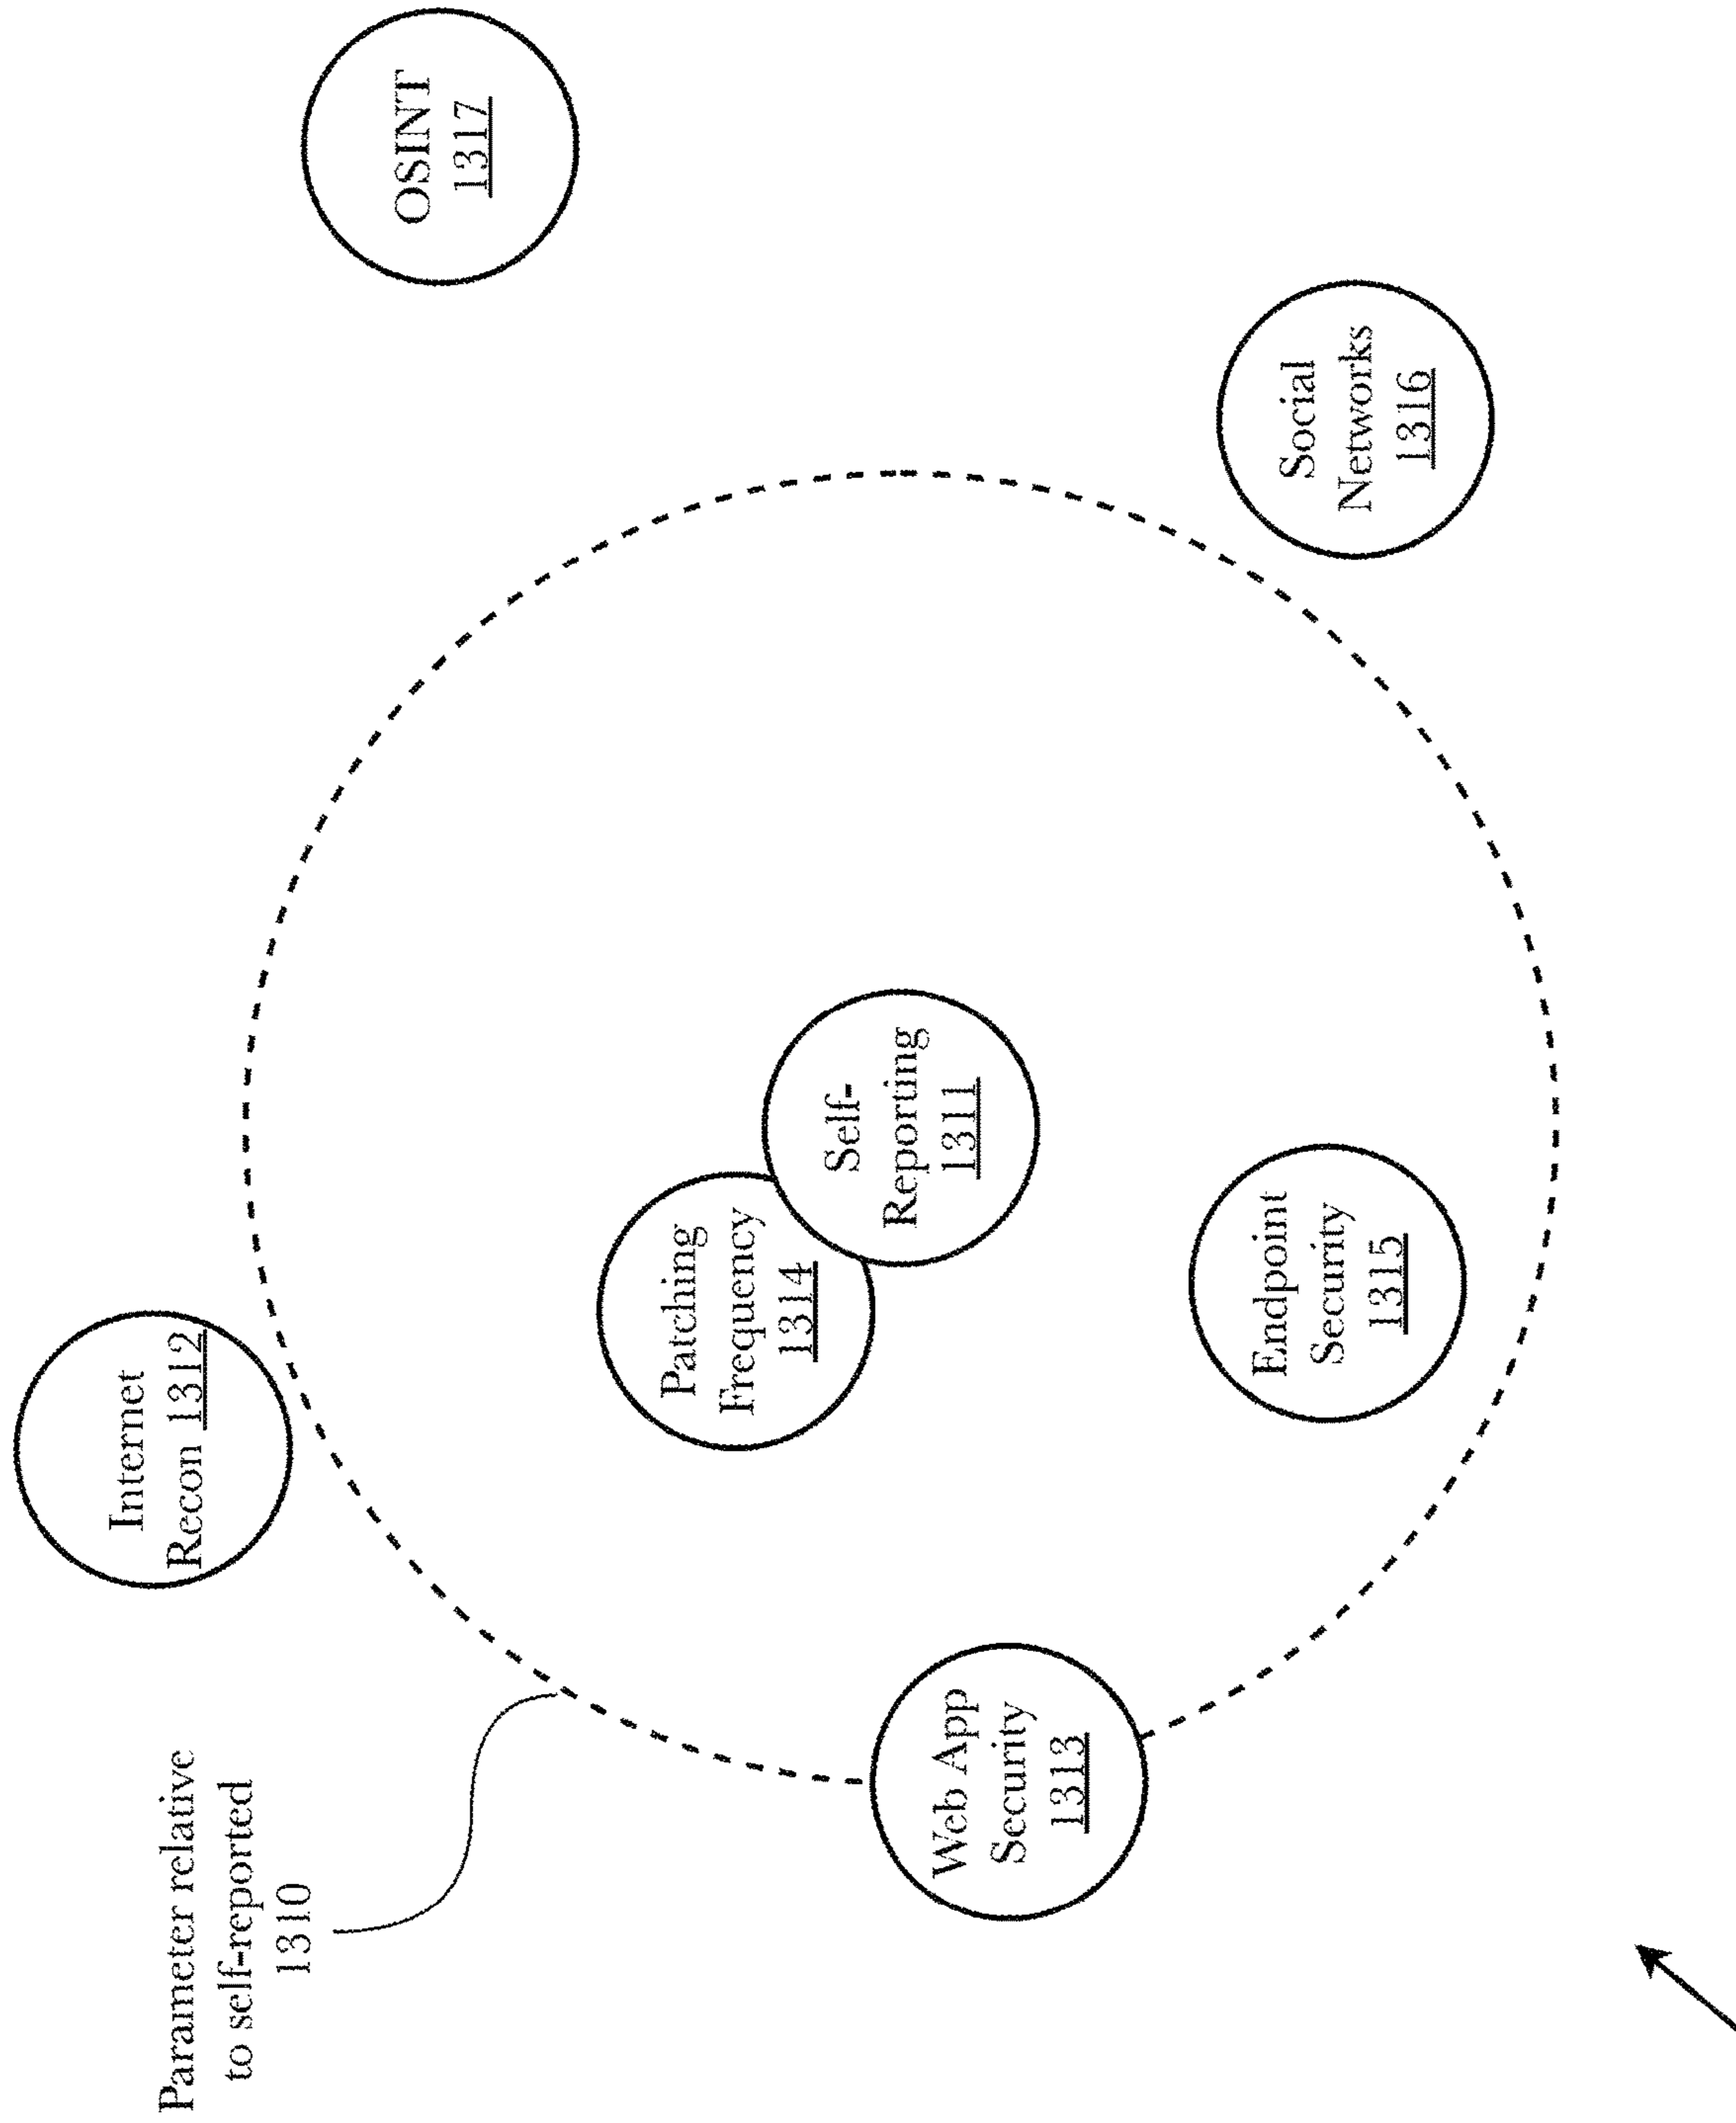 Parameter relative
to self-reported
1310
Internet
Recon 1312
OSINT
1317
Patching
Frequency
1314
Self-
Reporting
1311
Web App
Security
1313
Endpoint
Security
1315
Social
Networks
1316